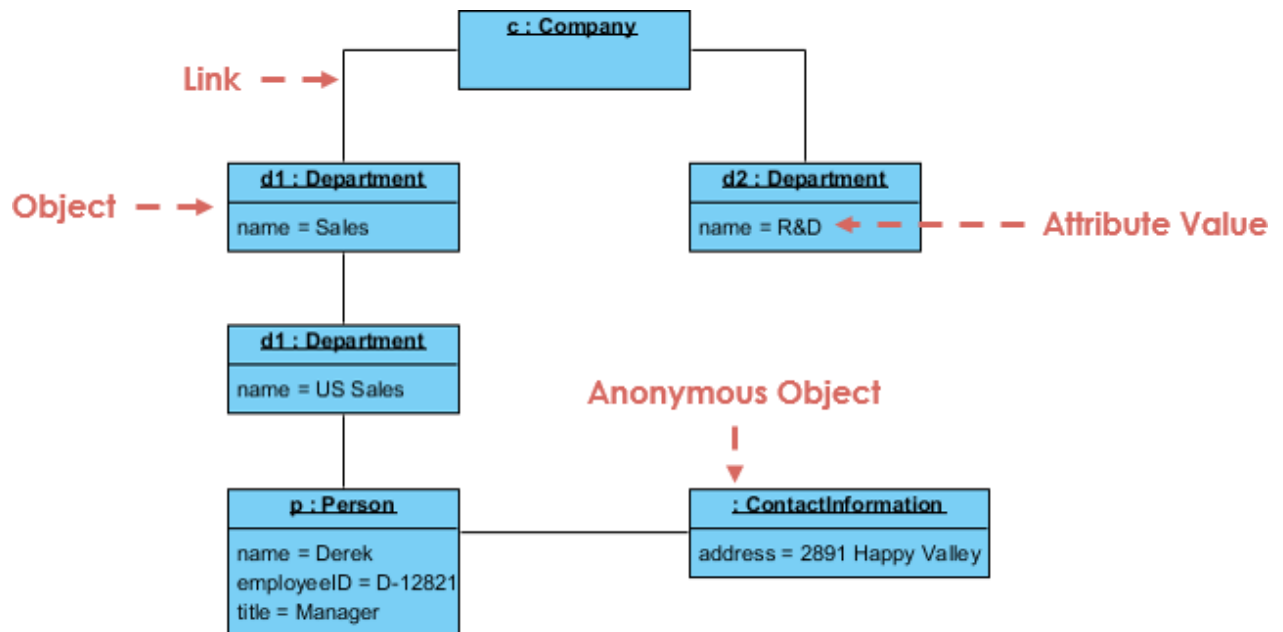 c : Company
Link
d1 : Department
name = Sales
Object
d2 : Department
name = R&D
Attribute Value
d1 : Department
name = US Sales
Anonymous Object
p : Person
name = Derek
employeeID = D-12821
title = Manager
: ContactInformation
address = 2891 Happy Valley